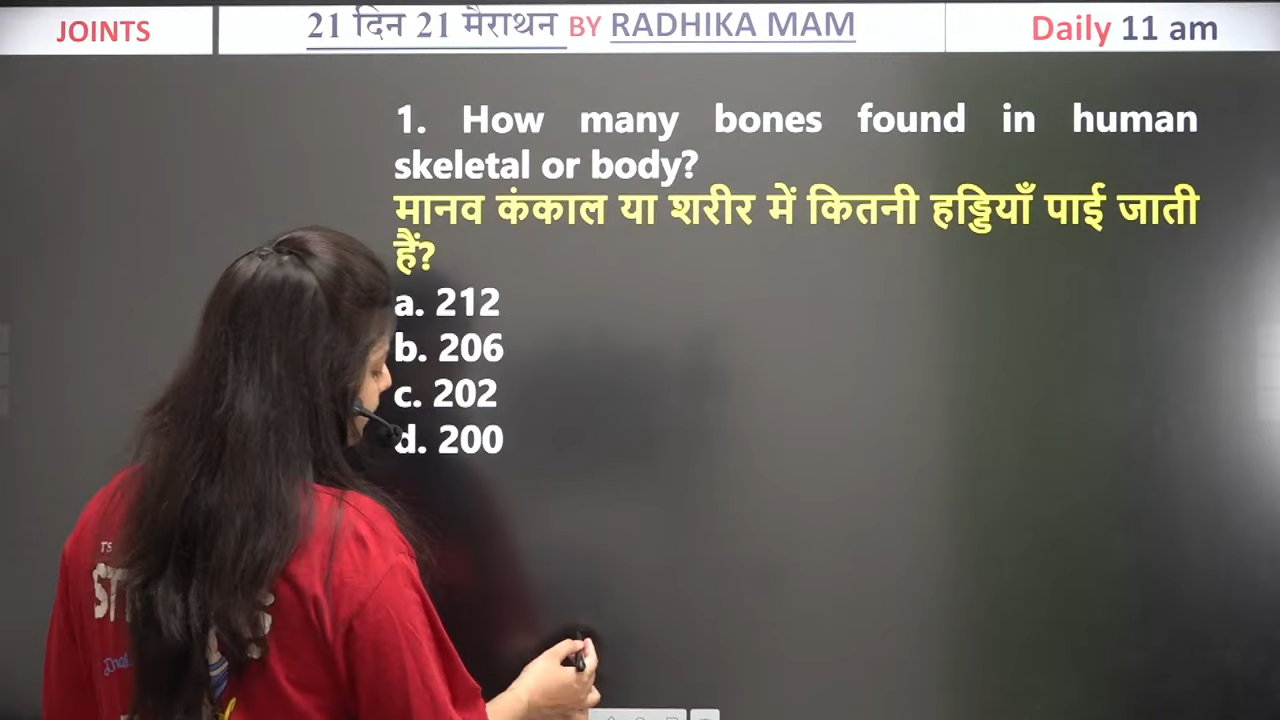 JOINTS
21 दिन 21 मैराथन BY RADHIKA MAM
Daily 11 am
1. How many bones found in human
skeletal or body?
मानव कंकाल या शरीर में कितनी हड्डियाँ पाई जाती
हैं?
a. 212
b. 206
c. 202
d. 200